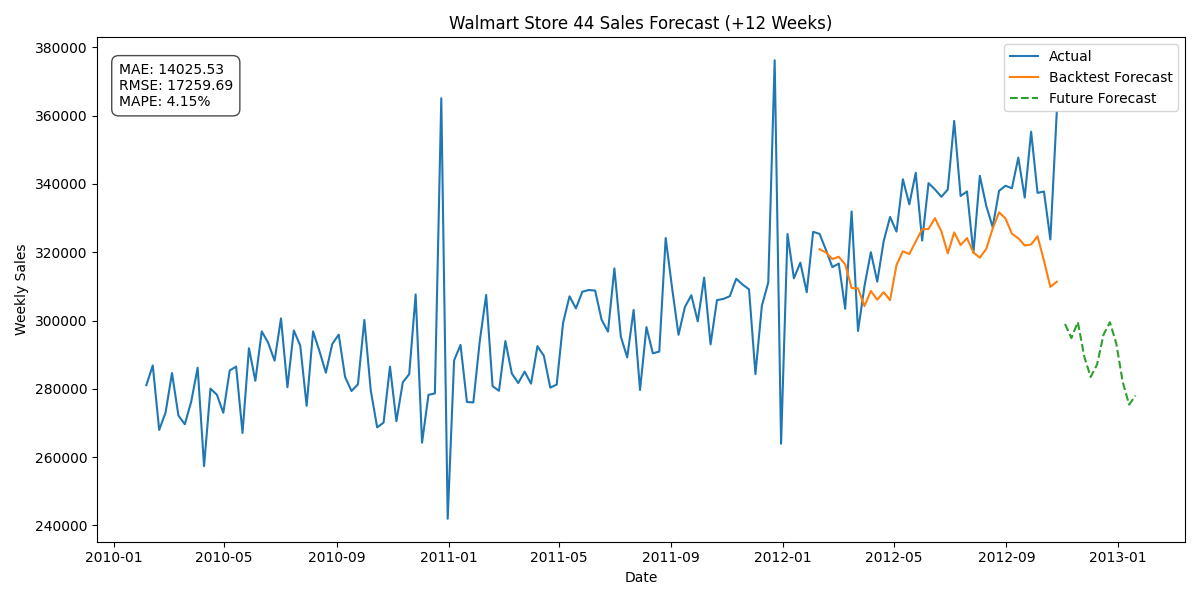 Walmart Store 44 Sales Forecast (+12 Weeks)
MAE: 14025.53
RMSE: 17259.69
MAPE: 4.15%
Actual
Backtest Forecast
Future Forecast
Weekly Sales
380000
360000
340000
320000
300000
280000
260000
240000
2010-01
2010-05
2010-09
2011-01
2011-05
2011-09
2012-01
2012-05
2012-09
2013-01
Date